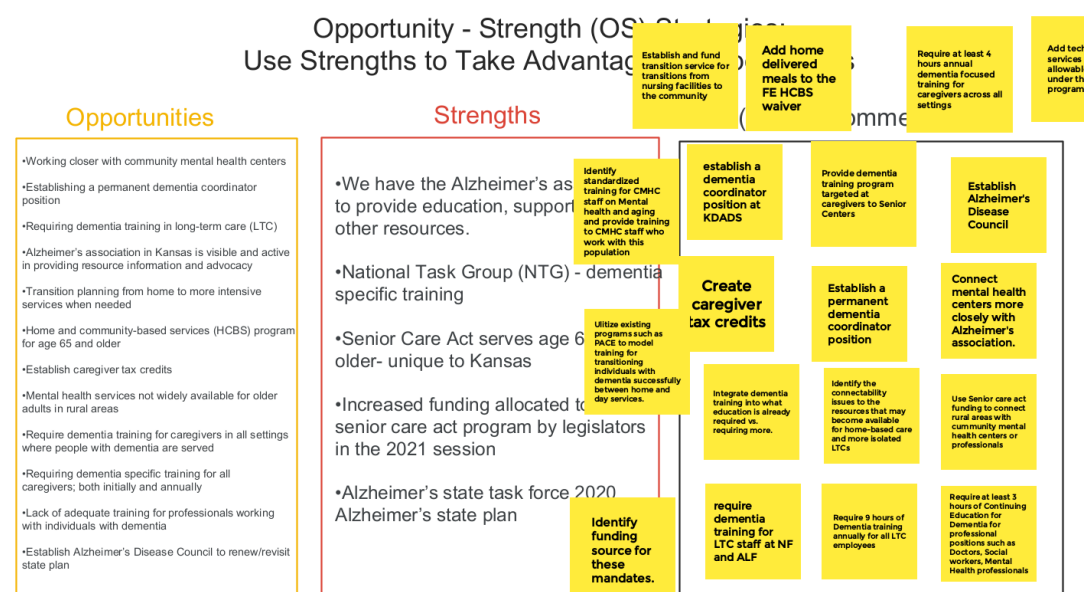 Opportunity - Strength (OS) Strategies:
Use Strengths to Take Advantag
Opportunities
Strengths
•Working closer with community mental health centers
•Establishing a permanent dementia coordinator
position
•Requiring dementia training in long-term care (LTC)
•Alzheimer's association in Kansas is visible and active
in providing resource information and advocacy
•Transition planning from home to more intensive
services when needed
•Home and community-based services (HCBS) program
for age 65 and older
•Establish caregiver tax credits
•Mental health services not widely available for older
adults in rural areas
•Require dementia training for caregivers in all settings
where people with dementia are served
•Requiring dementia specific training for all
caregivers; both initially and annually
•Lack of adequate training for professionals working
with individuals with dementia
•Establish Alzheimer's Disease Council to renew/revisit
state plan
•We have the Alzheimer's as
to provide education, support
other resources.
•National Task Group (NTG) - dementia
specific training
•Senior Care Act serves age 6
older- unique to Kansas
•Increased funding allocated to
senior care act program by legislators
in the 2021 session
•Alzheimer's state task force 2020
Alzheimer's state plan
Establish and fund
transition service for
transitions from
nursing facilities to
the community
Add home
delivered
meals to the
FE HCBS
waiver
Require at least 4
hours annual
dementia focused
training for
caregivers across all
settings
Add tech
services
allowabl
under th
program
Identify
standardized
training for CMHC
staff on Mental
health and aging
and provide training
to CMHC staff who
work with this
population
establish a
dementia
coordinator
position at
KDADS
Provide dementia
training program
targeted at
caregivers to Senior
Centers
Establish
Alzheimer's
Disease
Council
Create
caregiver
tax credits
Establish a
permanent
dementia
coordinator
position
Connect
mental health
centers more
closely with
Alzheimer's
association.
Ulitize existing
programs such as
PACE to model
training for
transitioning
individuals with
dementia successfully
between home and
day services.
Integrate dementia
training into what
education is already
required vs.
requiring more.
Identify the
connectability
issues to the
resources that may
become available
for home-based care
and more isolated
LTCs
Use Senior care act
funding to connect
rural areas with
cummunity mental
health centers or
professionals
Identify
funding
source for
these
mandates.
require
dementia
training for
LTC staff at NF
and ALF
Require 9 hours of
Dementia training
annually for all LTC
employees
Require at least 3
hours of Continuing
Education for
Dementia for
professional
positions such as
Doctors, Social
workers, Mental
Health professionals